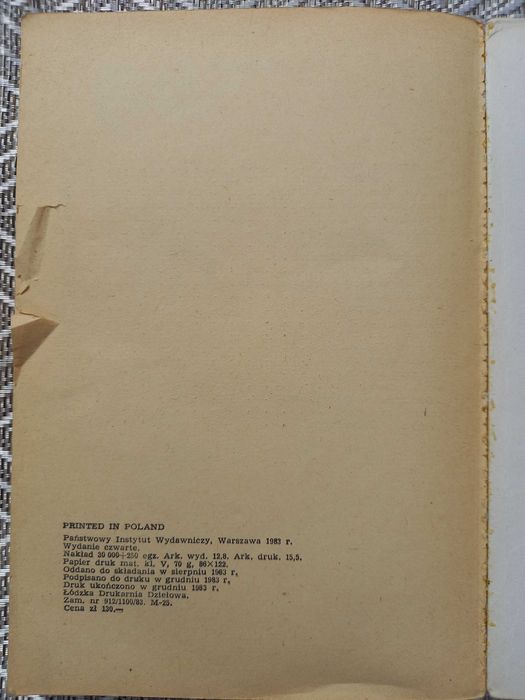 PRINTED IN POLAND
Państwowy Instytut Wydawniczy, Warszawa 1983 r.
Wydanie czwarte.
Nakład 30 000+250 egz. Ark. wyd. 12,8. Ark. druk. 15,5.
Papier druk mat. kl. V, 70 g, 86×122.
Oddano do składania w sierpniu 1983 r,
Podpisano do druku w grudniu 1983 r,
Druk ukończono w grudniu 1983 r.
Łódzka Drukarnia Dziełowa.
Zam. nr 912/1100/83. M-25.
Cena zł 130,—